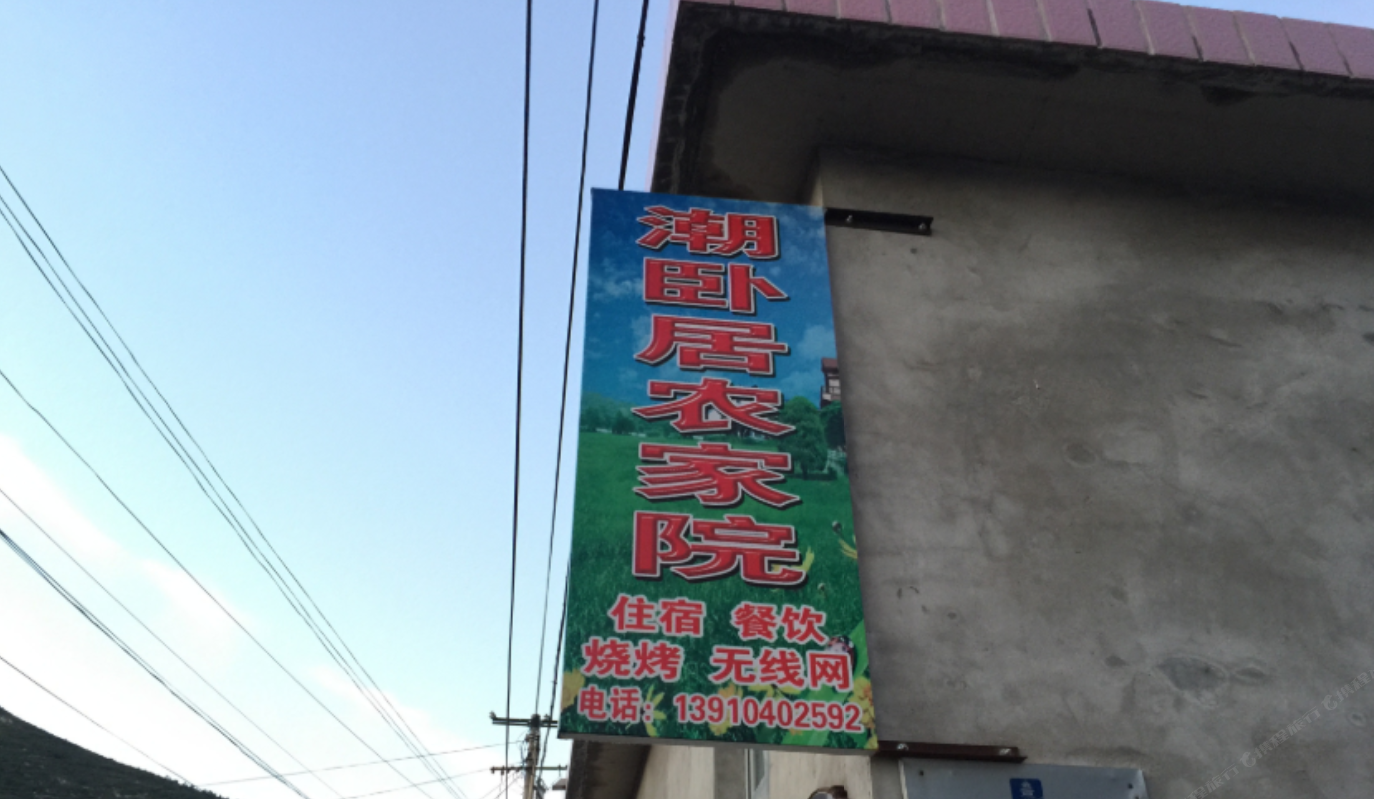 潮卧居农家院
住宿 餐饮
烧烤 无线网
电话：13910402592